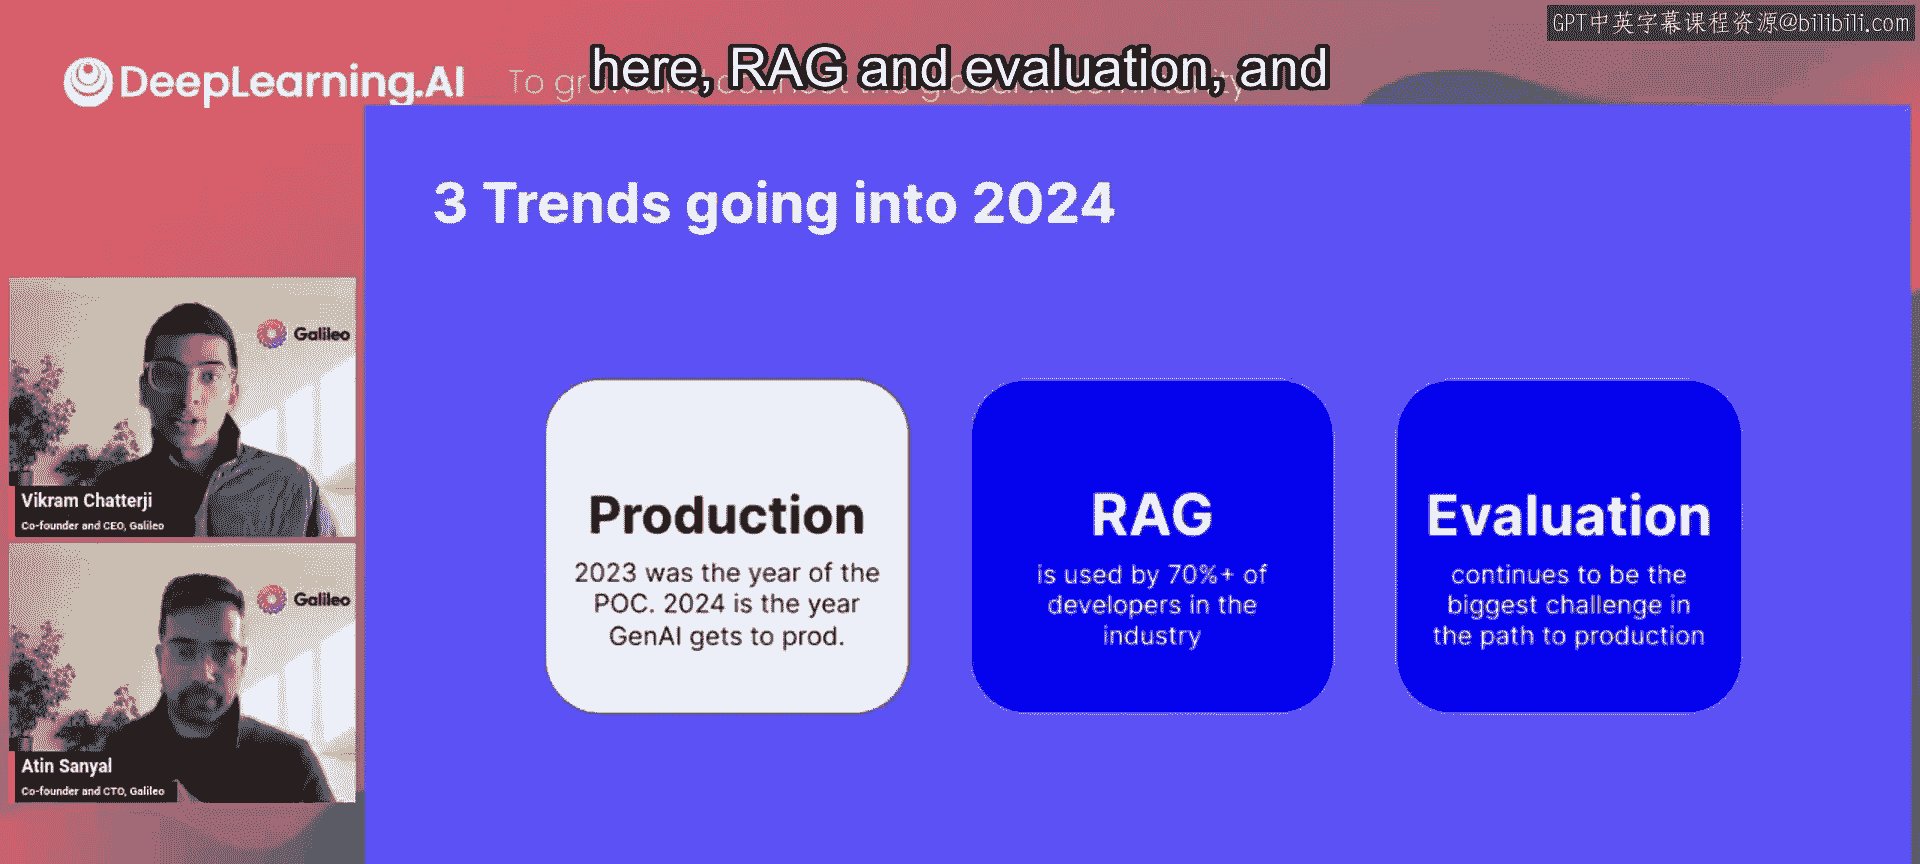 GPT中英字幕课程资源@bilibili.com
here, RAG and evaluation, and
DeepLearning.AI
To
3 Trends going into 2024
Galileo
Vikram Chatterji
Co-founder and CEO, Galileo
Galileo
Atin Sanyal
Co-founder and CTO, Galileo
Production
2023 was the year of the
POC. 2024 is the year
GenAI gets to prod.
RAG
is used by 70%+ of
developers in the
industry
Evaluation
continues to be the
biggest challenge in
the path to production